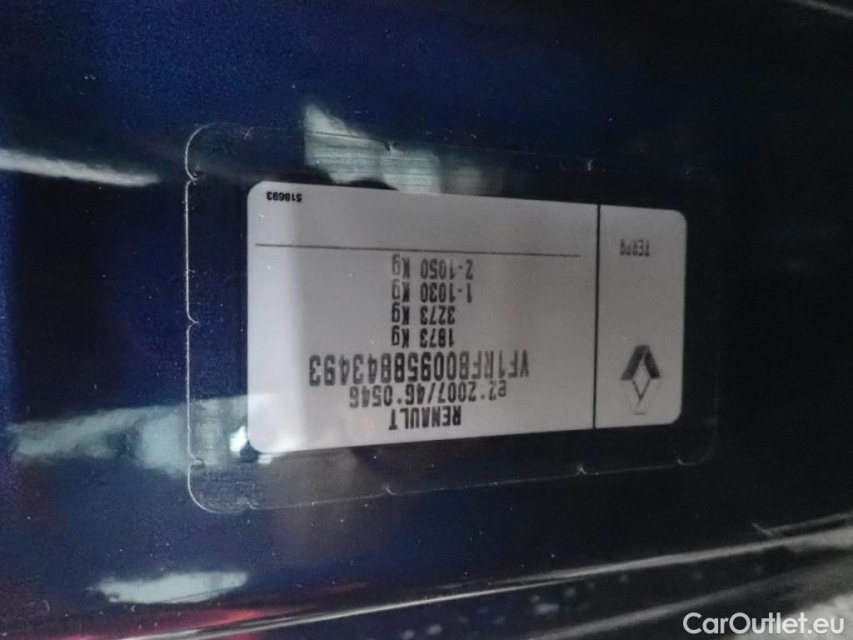 RENAULT
e2*2007/46*0546
VF1RFB00958843493
1873 Kg
3273 Kg
1-1030 Kg
2-1050 Kg
518693
CarOutlet.eu